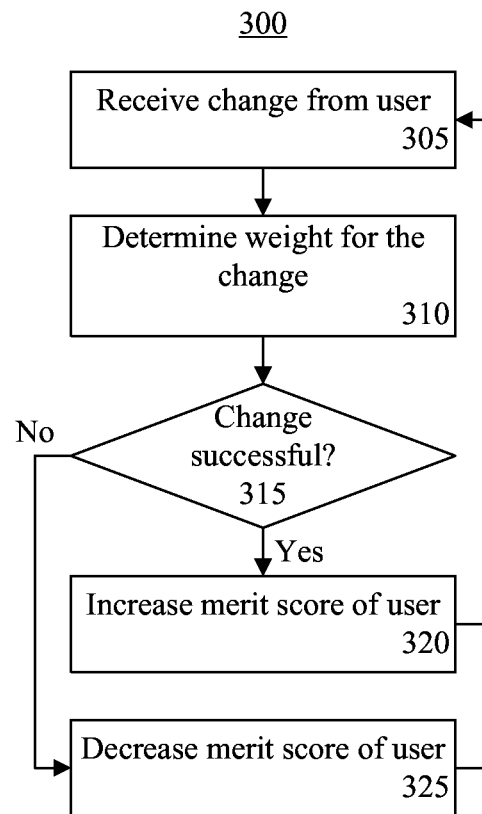 300
Receive change from user
305
Determine weight for the
change
310
Change
successful?
315
No
Yes
Increase merit score of user
320
Decrease merit score of user
325